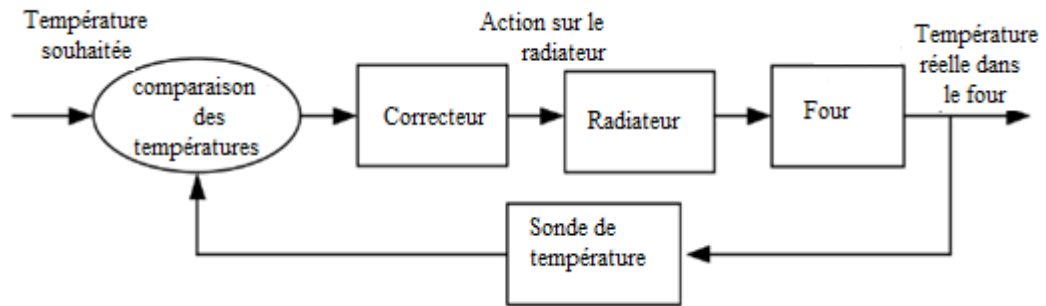 Température
souhaitée
comparaison
des
températures
Correcteur
Action sur le
radiateur
Radiateur
Four
Température
réelle dans
le four
Sonde de
température